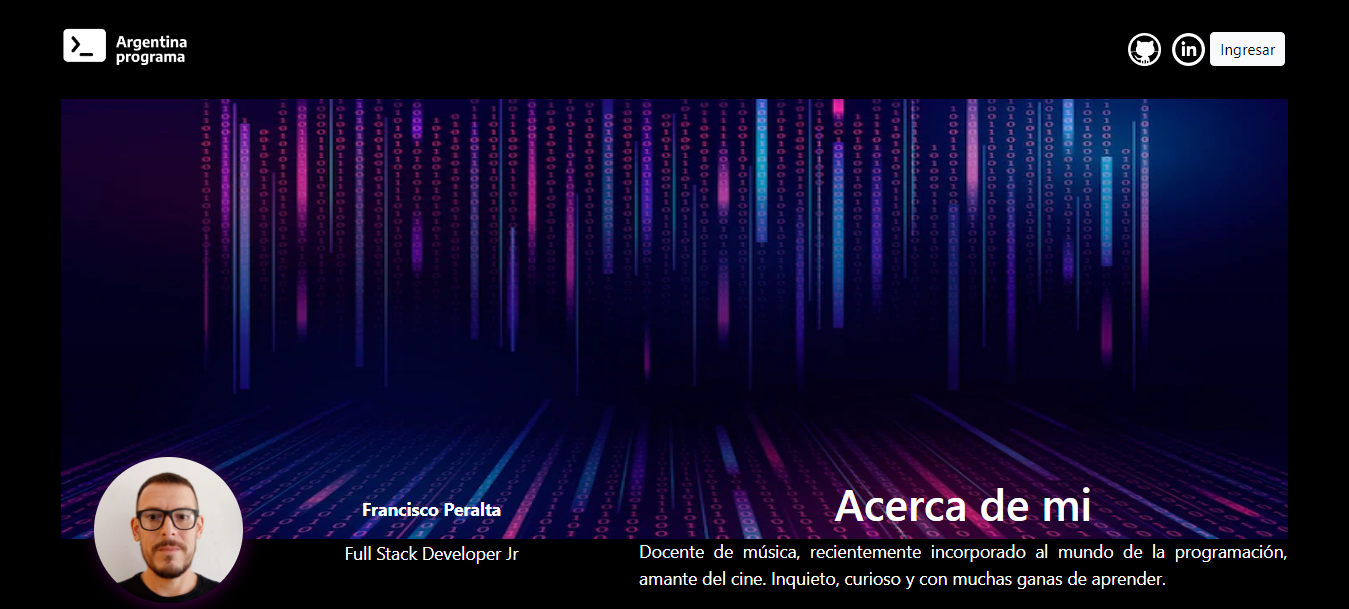 Argentina
programa
Ingresar
Francisco Peralta
Full Stack Developer Jr
Acerca de mi
Docente de música, recientemente incorporado al mundo de la programación,
amante del cine. Inquieto, curioso y con muchas ganas de aprender.